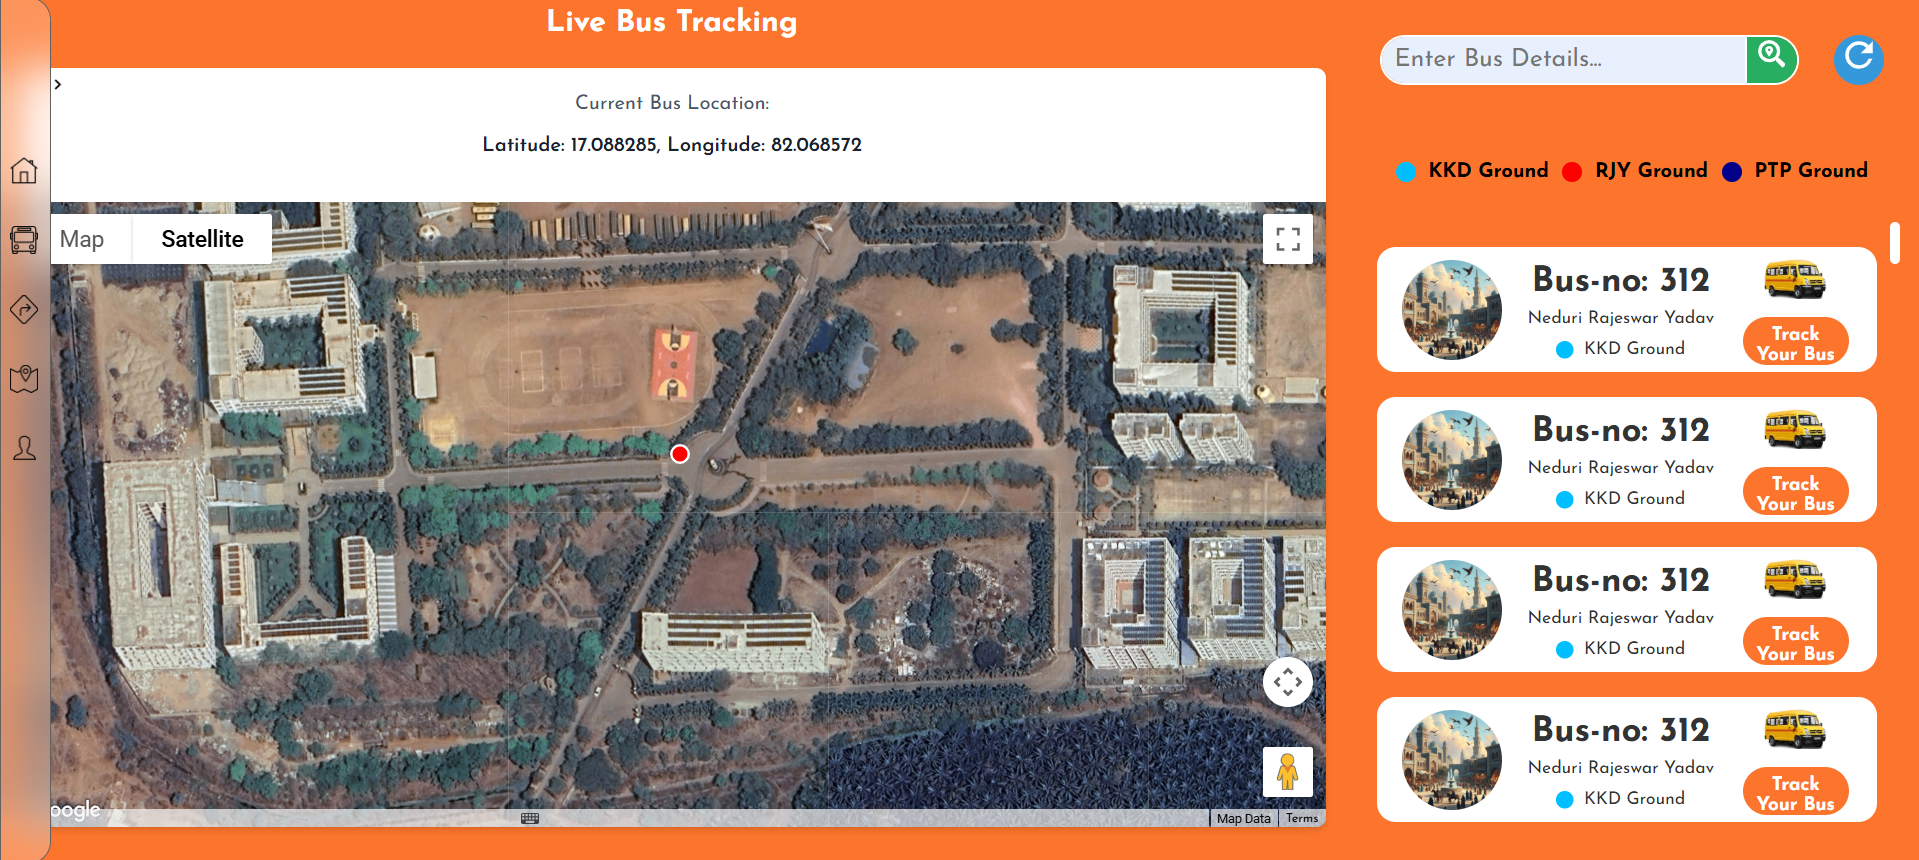 Live Bus Tracking
Current Bus Location:
Latitude: 17.088285, Longitude: 82.068572
Map
Satellite
oogle
Map Data
Terms
Enter Bus Details...
KKD Ground
RJY Ground
PTP Ground
Bus-no: 312
Neduri Rajeswar Yadav
KKD Ground
Track
Your Bus
Bus-no: 312
Neduri Rajeswar Yadav
KKD Ground
Track
Your Bus
Bus-no: 312
Neduri Rajeswar Yadav
KKD Ground
Track
Your Bus
Bus-no: 312
Neduri Rajeswar Yadav
KKD Ground
Track
Your Bus